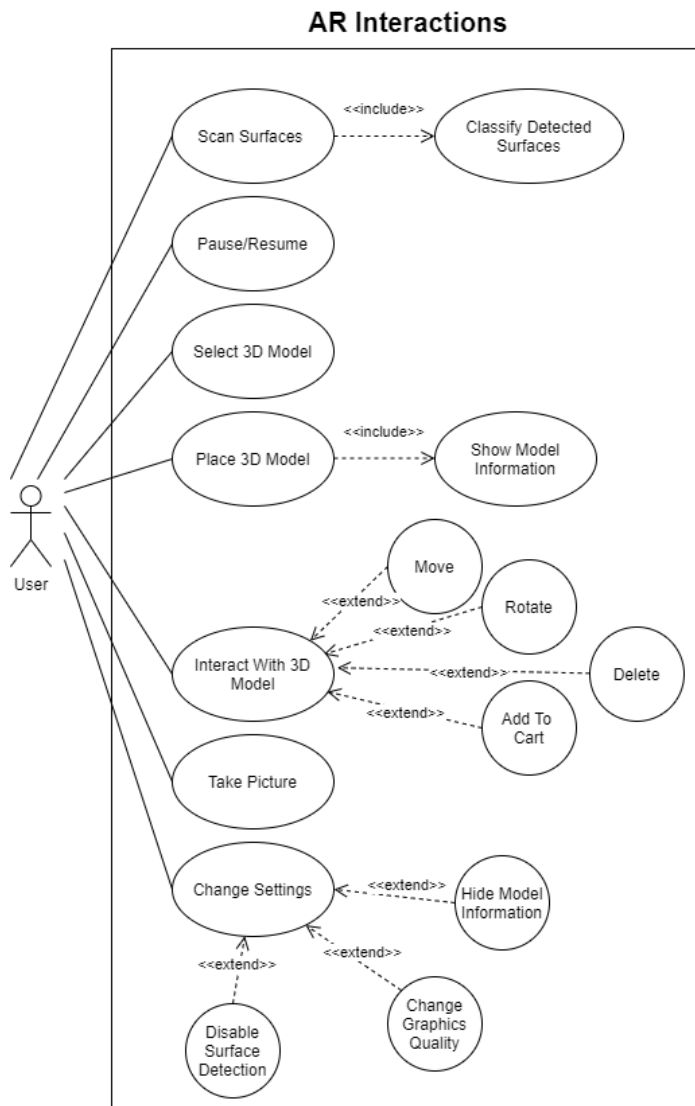 AR Interactions
<<include>>
Scan Surfaces
Classify Detected
Surfaces
Pause/Resume
Select 3D Model
<<include>>
Place 3D Model
Show Model
Information
User
Move
<<extend>>
Rotate
<<extend>>
Interact With 3D
Model
<<extend>>
Delete
<<extend>>
Add To
Cart
Take Picture
Change Settings
<<extend>>
Hide Model
Information
<<extend>>
<<extend>>
Disable
Surface
Detection
Change
Graphics
Quality